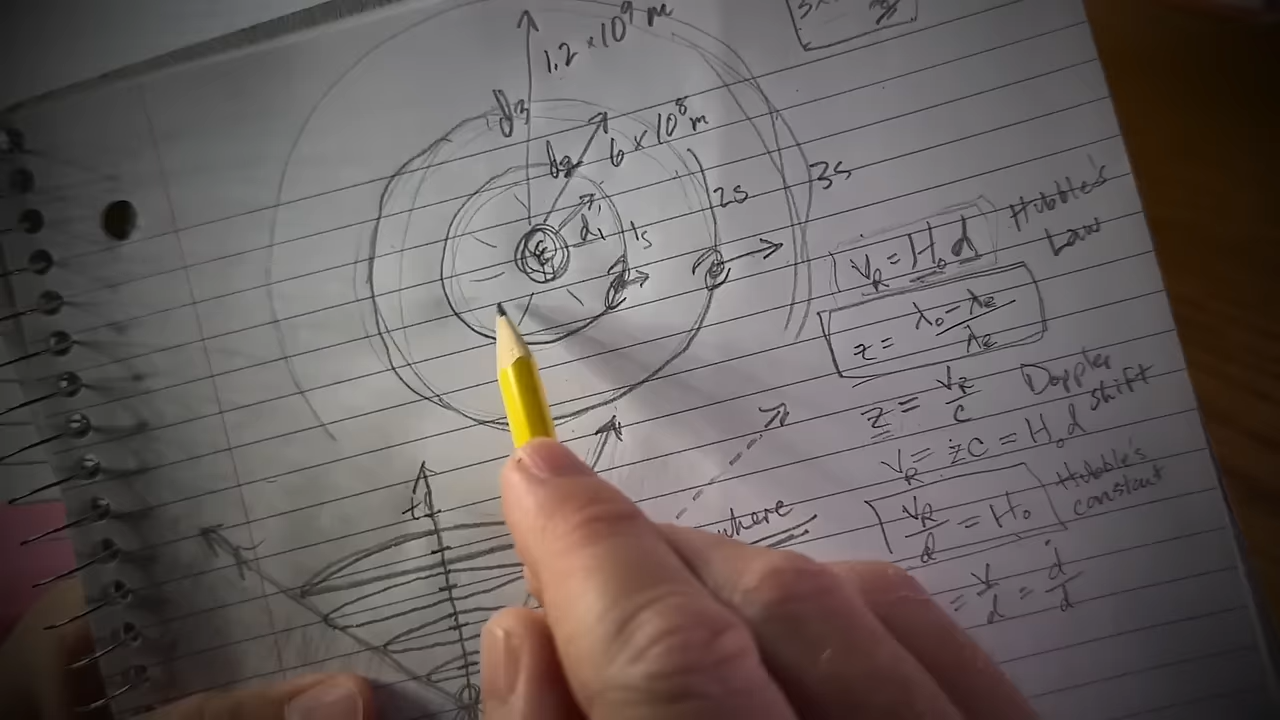 1.2 × 10⁹ m
d₃
6 × 10⁸ m
d₂
d₁
1s
2s
3s
E
V_R = H₀d
Hubble's
Law
z = λ₀ - λ_E / λ_E
z = V_R / c
Doppler
shift
V_R = zc = H₀d
V_R / d = H₀
Hubble's
constant
= v / d = ḋ / d
where
t